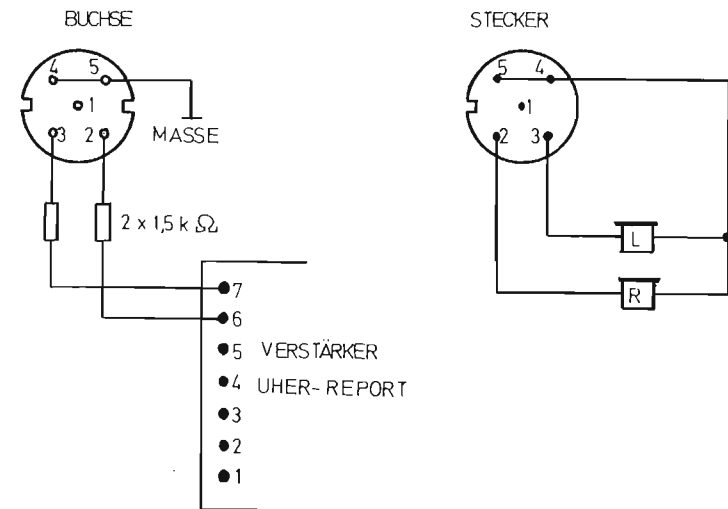 BUCHSE
4 5
1
3 2
MASSE
2 x 1,5 k Ω
7
6
5 VERSTÄRKER
4 UHER-REPORT
3
2
1
STECKER
5 4
1
2 3
L
R